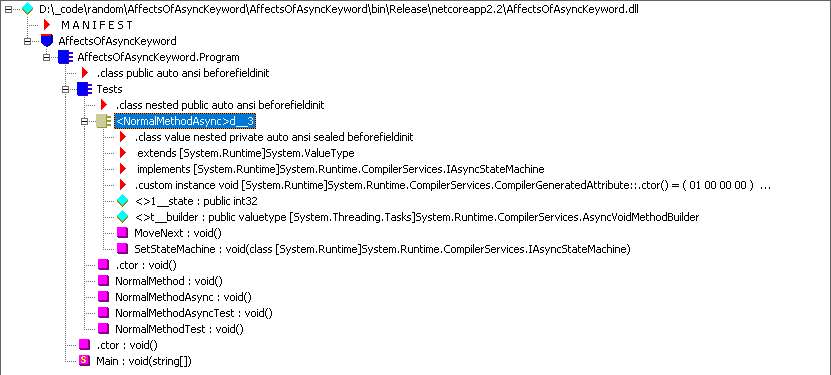 D:\_code\random\AffectsOfAsyncKeyword\AffectsOfAsyncKeyword\bin\Release\netcoreapp2.2\AffectsOfAsyncKeyword.dll
M A N I F E S T
AffectsOfAsyncKeyword
AffectsOfAsyncKeyword.Program
.class public auto ansi beforefieldinit
Tests
.class nested public auto ansi beforefieldinit
<NormalMethodAsync>d__3
.class value nested private auto ansi sealed beforefieldinit
extends [System.Runtime]System.ValueType
implements [System.Runtime]System.Runtime.CompilerServices.IAsyncStateMachine
.custom instance void [System.Runtime]System.Runtime.CompilerServices.CompilerGeneratedAttribute::.ctor() = ( 01 00 00 00 ) ...
<>1__state : public int32
<>t__builder : public valuetype [System.Threading.Tasks]System.Runtime.CompilerServices.AsyncVoidMethodBuilder
MoveNext : void()
SetStateMachine : void(class [System.Runtime]System.Runtime.CompilerServices.IAsyncStateMachine)
.ctor : void()
NormalMethod : void()
NormalMethodAsync : void()
NormalMethodAsyncTest : void()
NormalMethodTest : void()
.ctor : void()
S Main : void(string[])